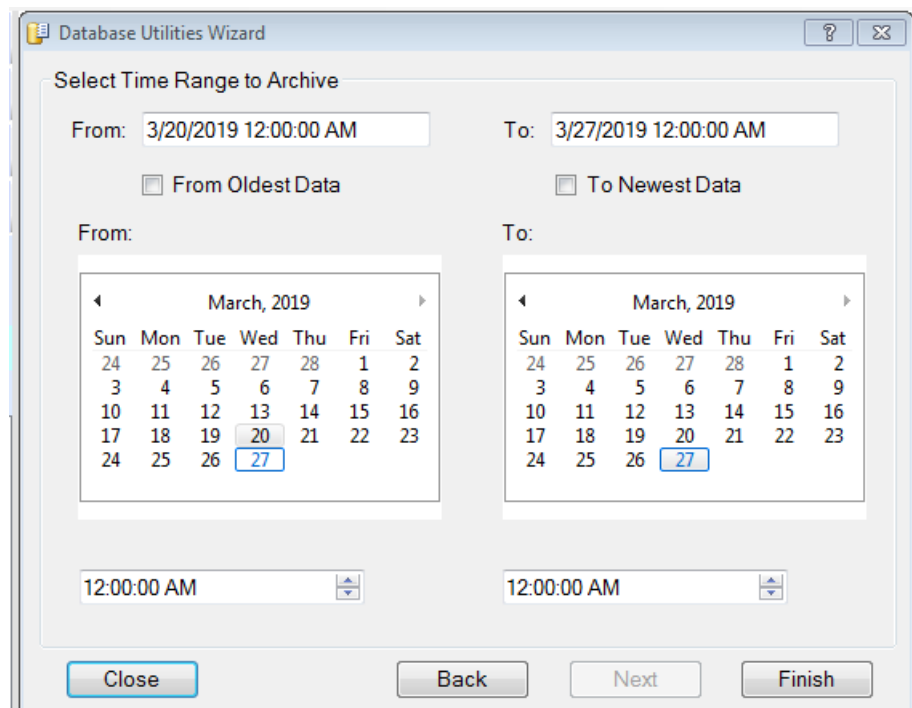 Database Utilities Wizard ?
Select Time Range to Archive
From: 3/20/2019 12:00:00 AM To: 3/27/2019 12:00:00 AM
From Oldest Data To Newest Data
From: To:
March, 2019 March, 2019
Sun Mon Tue Wed Thu Fri Sat Sun Mon Tue Wed Thu Fri Sat
24 25 26 27 28 1 2 24 25 26 27 28 1 2
3 4 5 6 7 8 9 3 4 5 6 7 8 9
10 11 12 13 14 15 16 10 11 12 13 14 15 16
17 18 19 20 21 22 23 17 18 19 20 21 22 23
24 25 26 27 24 25 26 27
12:00:00 AM 12:00:00 AM
Close Back Next Finish